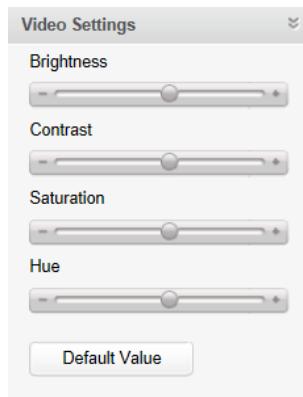 Video Settings
Brightness
Contrast
Saturation
Hue
Default Value